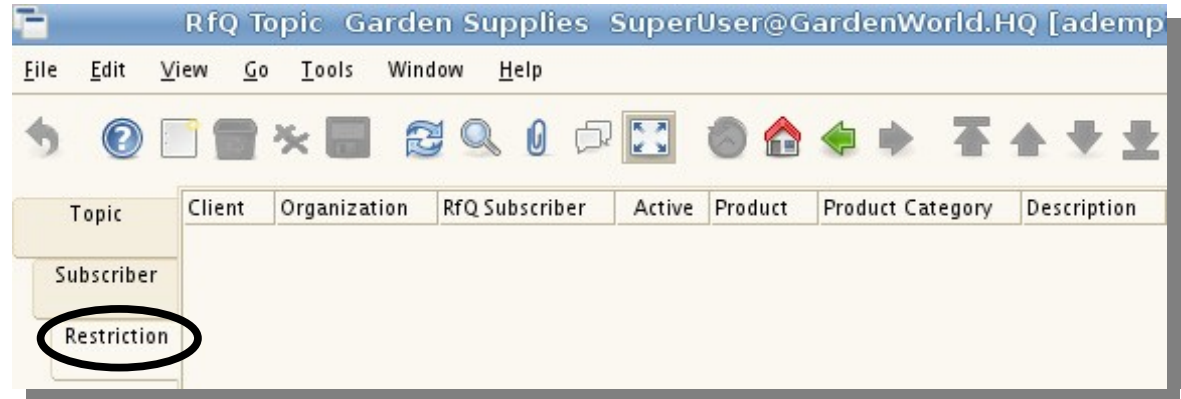 RfQ Topic Garden Supplies SuperUser@GardenWorld.HQ [ademp
File Edit View Go Tools Window Help
Client Organization RfQ Subscriber Active Product Product Category Description
Topic
Subscriber
Restriction